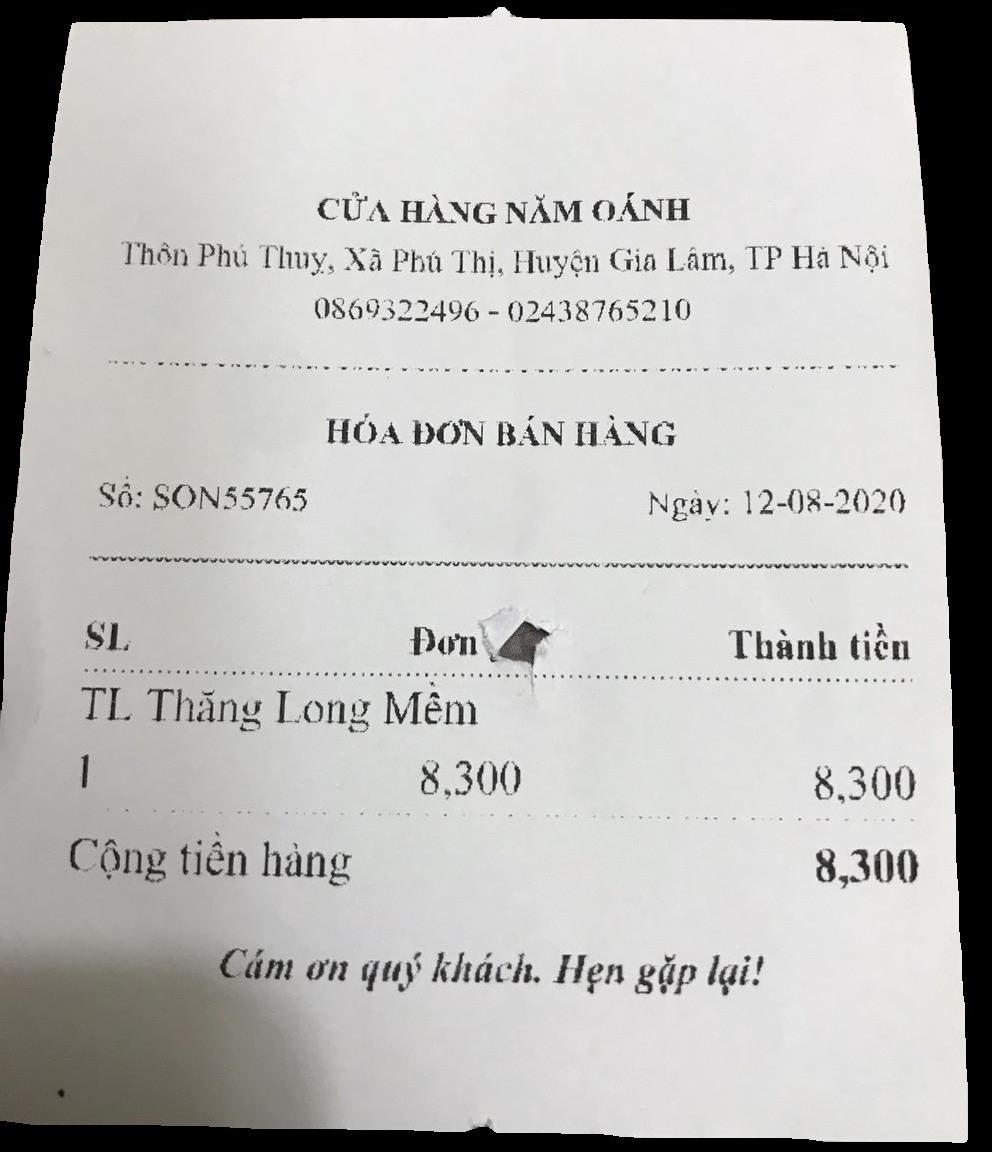 CỬA HÀNG NĂM OÁNH
Thôn Phú Thuỵ, Xã Phú Thị, Huyện Gia Lâm, TP Hà Nội
0869322496 - 02438765210
HÓA ĐƠN BÁN HÀNG
Số: SON55765 Ngày: 12-08-2020
SL Đơn Thành tiền
TL Thăng Long Mềm
1 8,300 8,300
Cộng tiền hàng 8,300
Cám ơn quý khách. Hẹn gặp lại!